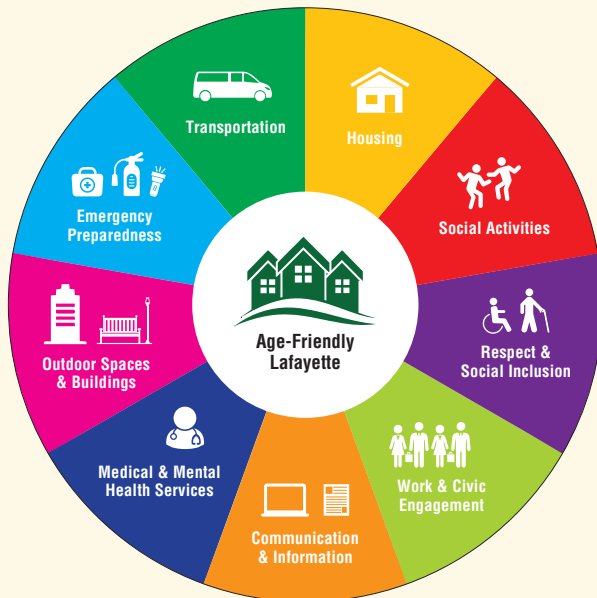 Transportation
Housing
Social Activities
Respect &
Social Inclusion
Work & Civic
Engagement
Communication
& Information
Medical & Mental
Health Services
Outdoor Spaces
& Buildings
Emergency
Preparedness
Age-Friendly
Lafayette